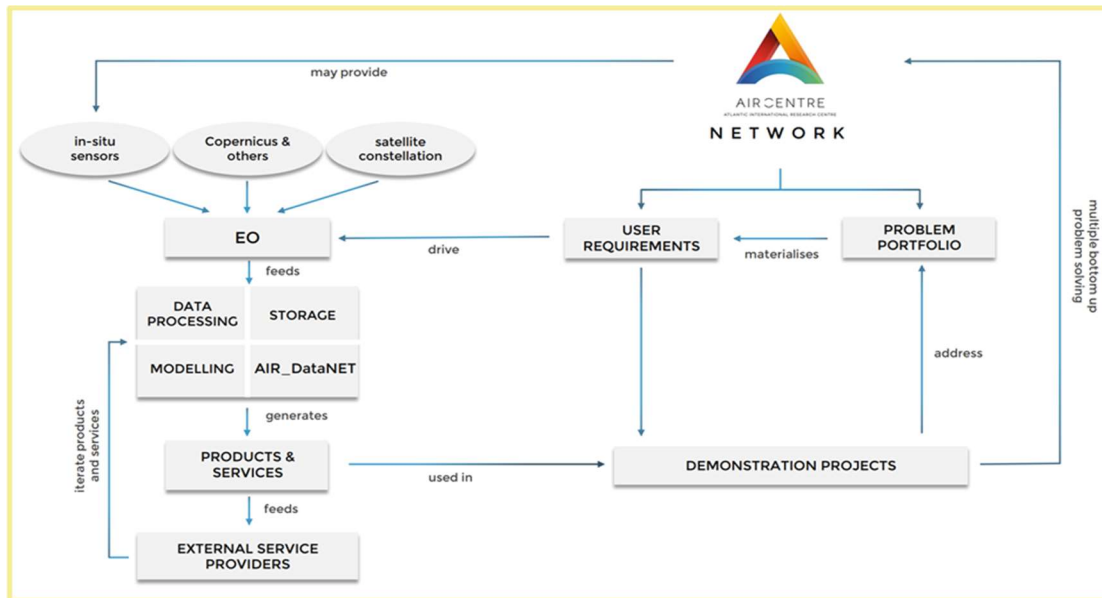 may provide
AIR CENTRE
ATLANTIC INTERNATIONAL RESEARCH CENTRE
NETWORK
in-situ
sensors
Copernicus &
others
satellite
constellation
EO
drive
USER
REQUIREMENTS
materialises
PROBLEM
PORTFOLIO
multiple bottom up
problem solving
feeds
DATA
PROCESSING
STORAGE
MODELLING
AIR_DataNET
address
iterate products
and services
generates
PRODUCTS &
SERVICES
used in
DEMONSTRATION PROJECTS
feeds
EXTERNAL SERVICE
PROVIDERS